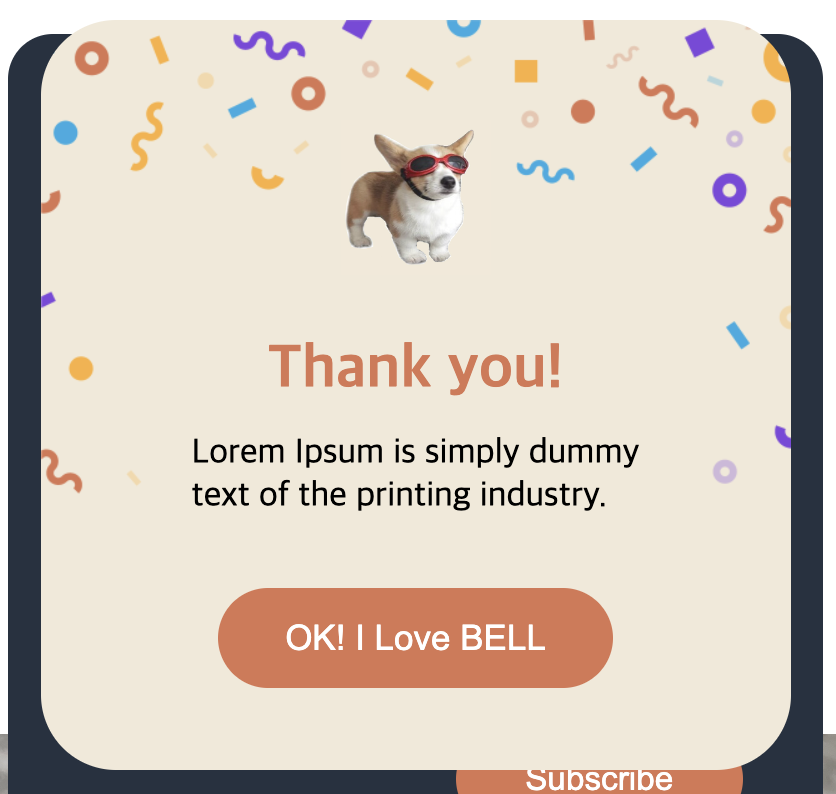 Thank you!
Lorem Ipsum is simply dummy
text of the printing industry.
OK! I Love BELL
Subscribe